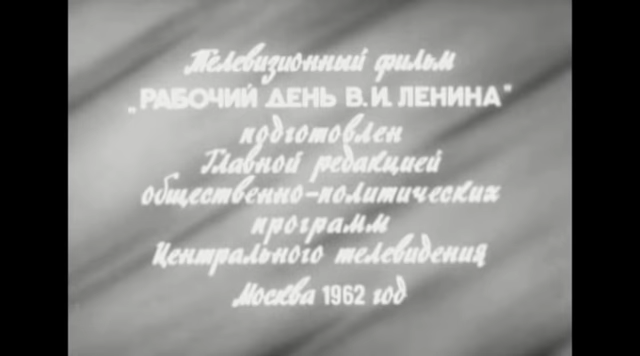 Телевизионный фильм
„РАБОЧИЙ ДЕНЬ В.И. ЛЕНИНА"
подготовлен
Главной редакцией
общественно-политических
программ
Центрального телевидения
Москва 1962 год